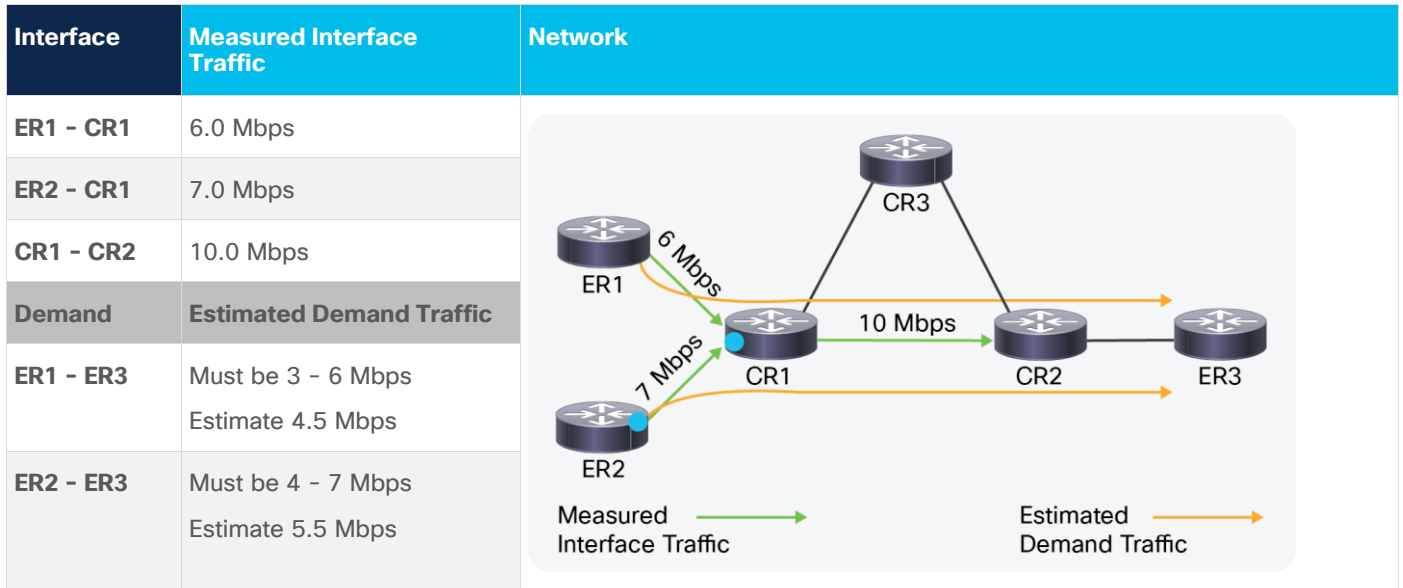 Interface
Measured Interface
Traffic
Network
ER1 - CR1
6.0 Mbps
ER2 - CR1
7.0 Mbps
CR1 - CR2
10.0 Mbps
Demand
Estimated Demand Traffic
ER1 - ER3
Must be 3 - 6 Mbps
Estimate 4.5 Mbps
ER2 - ER3
Must be 4 - 7 Mbps
Estimate 5.5 Mbps
CR3
ER1
6 Mbps
10 Mbps
7 Mbps
CR1
CR2
ER3
ER2
Measured
Interface Traffic
Estimated
Demand Traffic